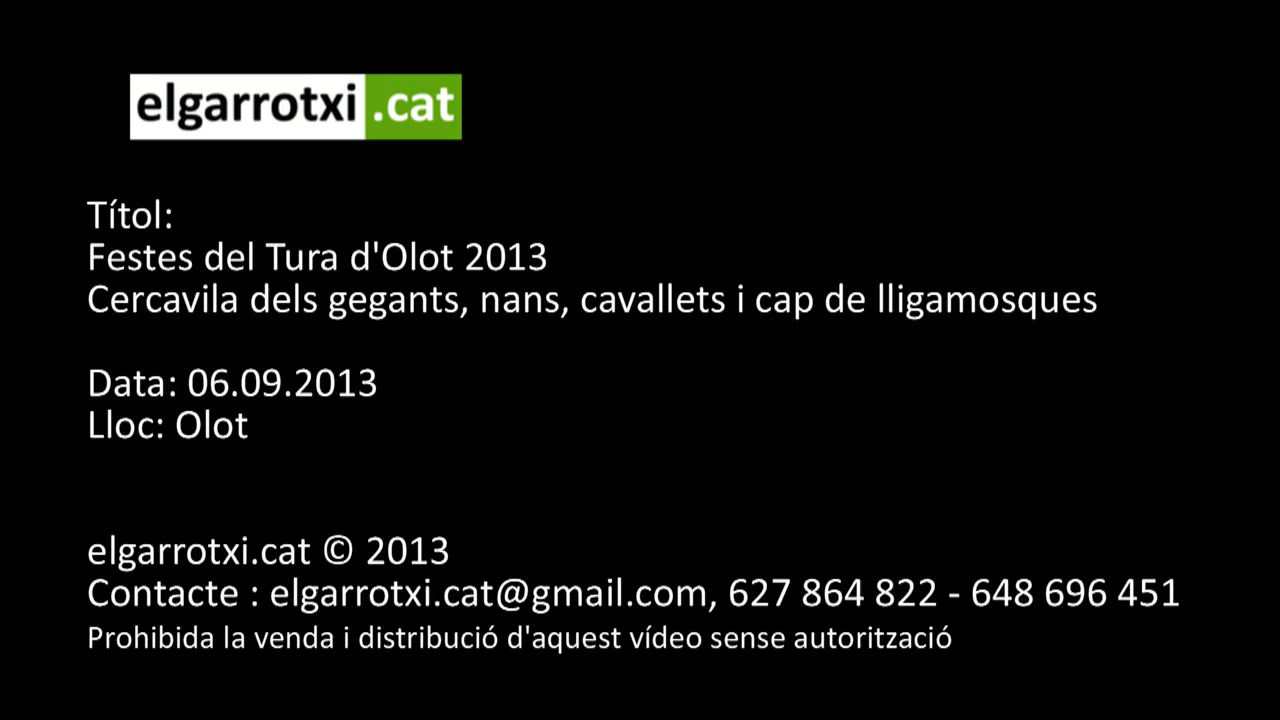 elgarrotxi .cat
Títol:
Festes del Tura d'Olot 2013
Cercavila dels gegants, nans, cavallets i cap de lligamosques
Data: 06.09.2013
Lloc: Olot
elgarrotxi.cat © 2013
Contacte : elgarrotxi.cat@gmail.com, 627 864 822 - 648 696 451
Prohibida la venda i distribució d'aquest vídeo sense autorització